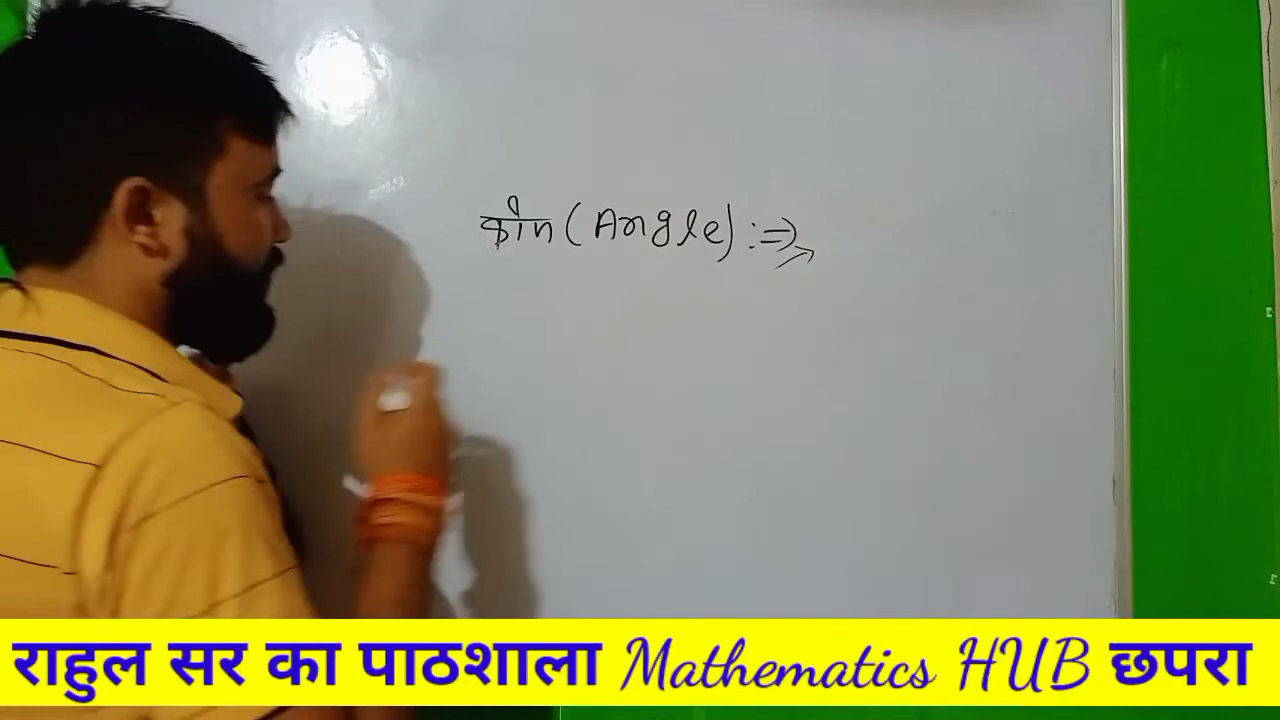 कोन (Angle) :⇒
राहुल सर का पाठशाला Mathematics HUB छपरा